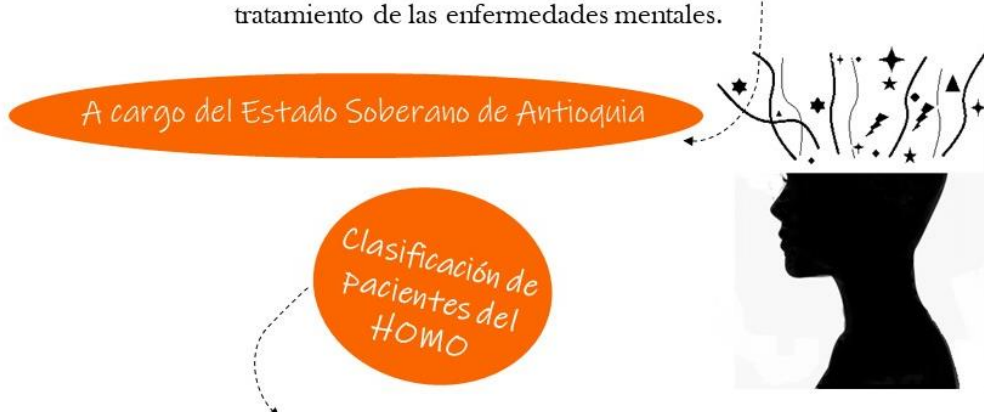 tratamiento de las enfermedades mentales.
A cargo del Estado Soberano de Antioquia
Clasificación de
pacientes del
HOMO